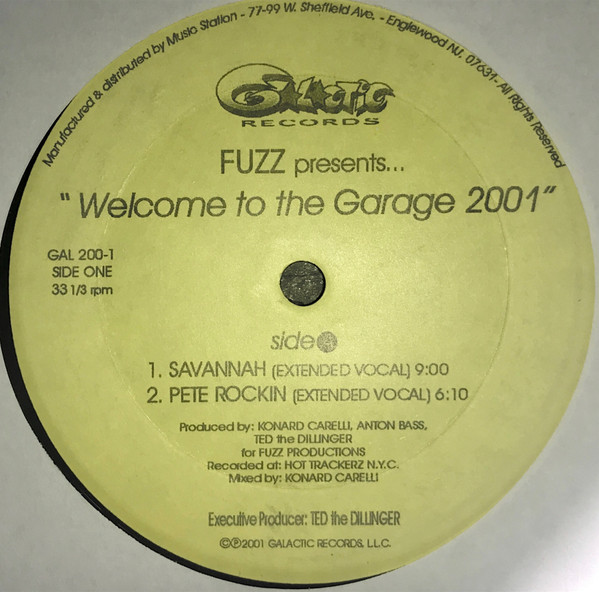 Manufactured & distributed by Music Station - 77-99 W. Sheffield Ave. - Englewood NJ, 07631- All Rights Reserved
GALACTIC
RECORDS
FUZZ presents...
"Welcome to the Garage 2001"
GAL 200-1
SIDE ONE
33 1/3 rpm
side A
1. SAVANNAH (EXTENDED VOCAL) 9:00
2. PETE ROCKIN (EXTENDED VOCAL) 6:10
Produced by: KONARD CARELLI, ANTON BASS,
TED the DILLINGER
for FUZZ PRODUCTIONS
Recorded at: HOT TRACKERZ N.Y.C.
Mixed by: KONARD CARELLI
Executive Producer: TED the DILLINGER
©℗2001 GALACTIC RECORDS, L.L.C.